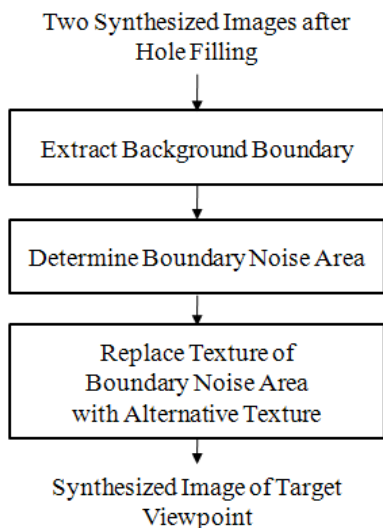 Two Synthesized Images after
Hole Filling
Extract Background Boundary
Determine Boundary Noise Area
Replace Texture of
Boundary Noise Area
with Alternative Texture
Synthesized Image of Target
Viewpoint